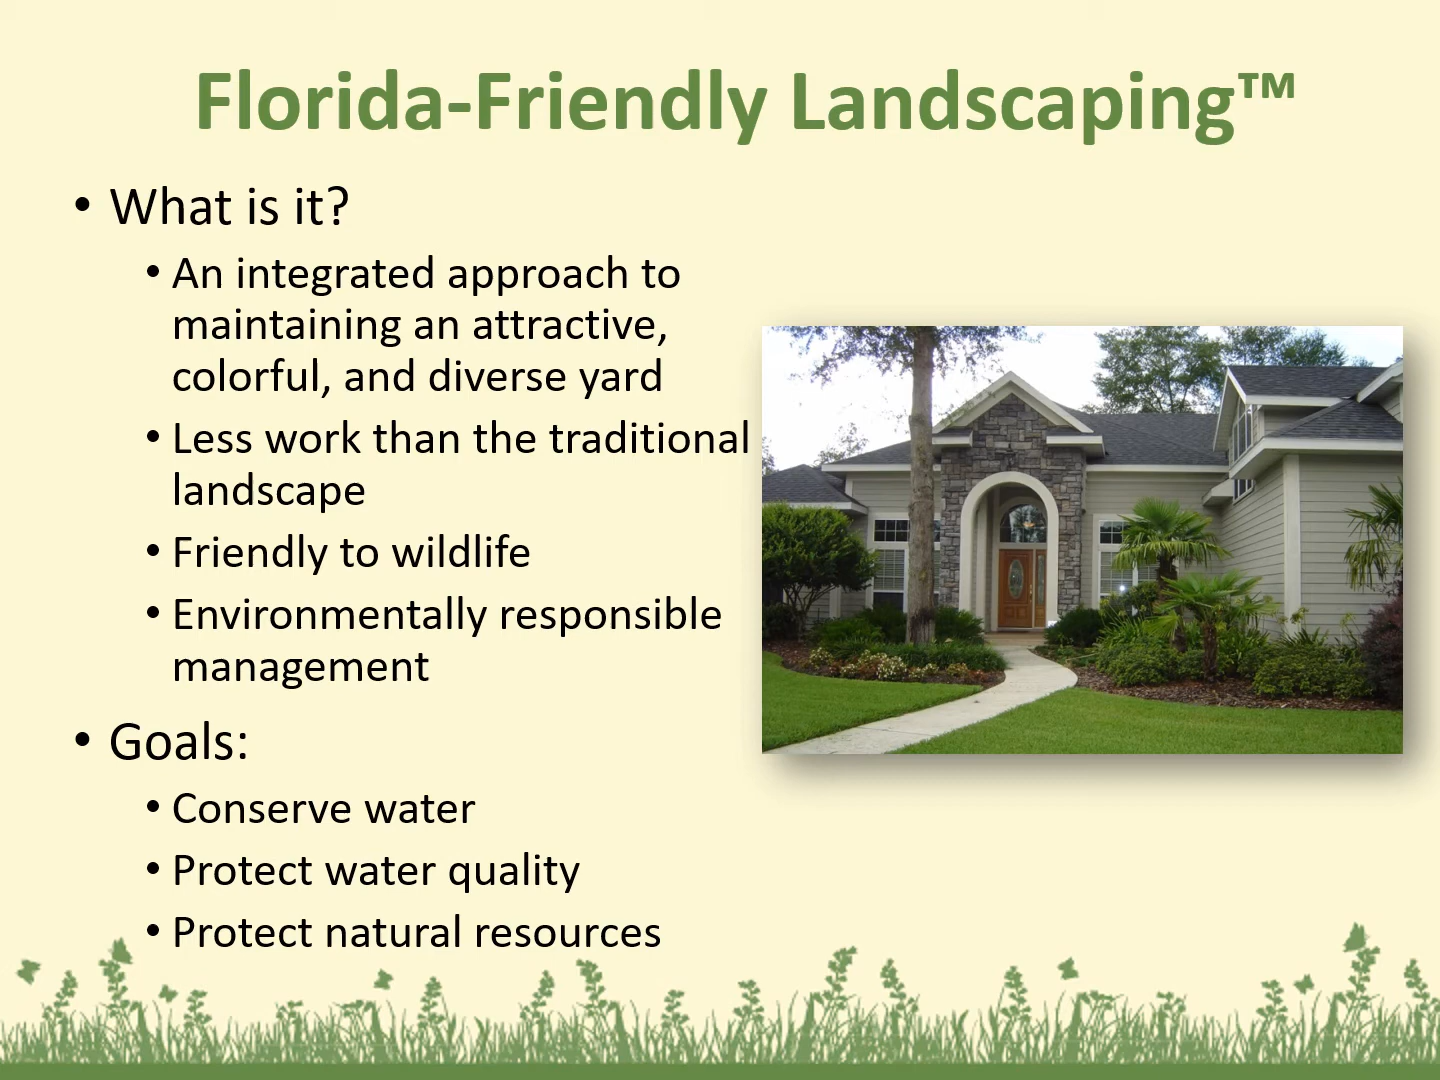 Florida-Friendly Landscaping™
• What is it?
• An integrated approach to
maintaining an attractive,
colorful, and diverse yard
• Less work than the traditional
landscape
• Friendly to wildlife
• Environmentally responsible
management
• Goals:
• Conserve water
• Protect water quality
• Protect natural resources